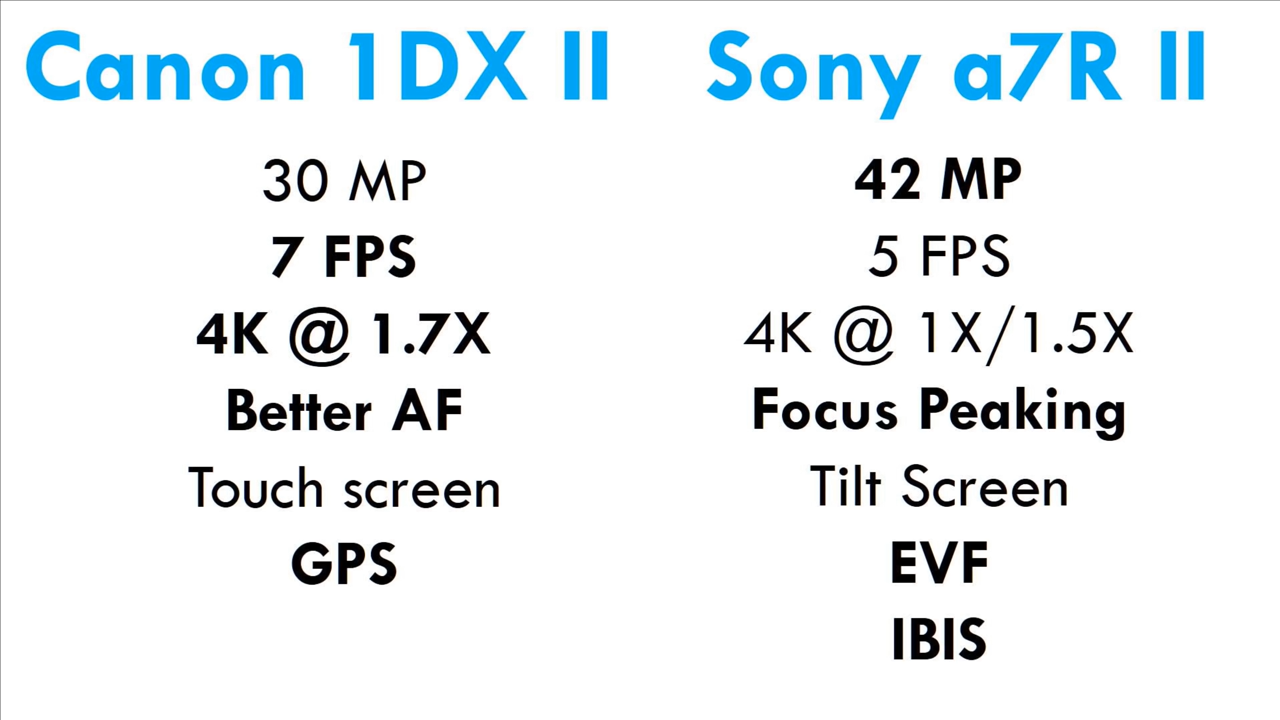 Canon 1DX II
30 MP
7 FPS
4K @ 1.7X
Better AF
Touch screen
GPS
Sony a7R II
42 MP
5 FPS
4K @ 1X/1.5X
Focus Peaking
Tilt Screen
EVF
IBIS